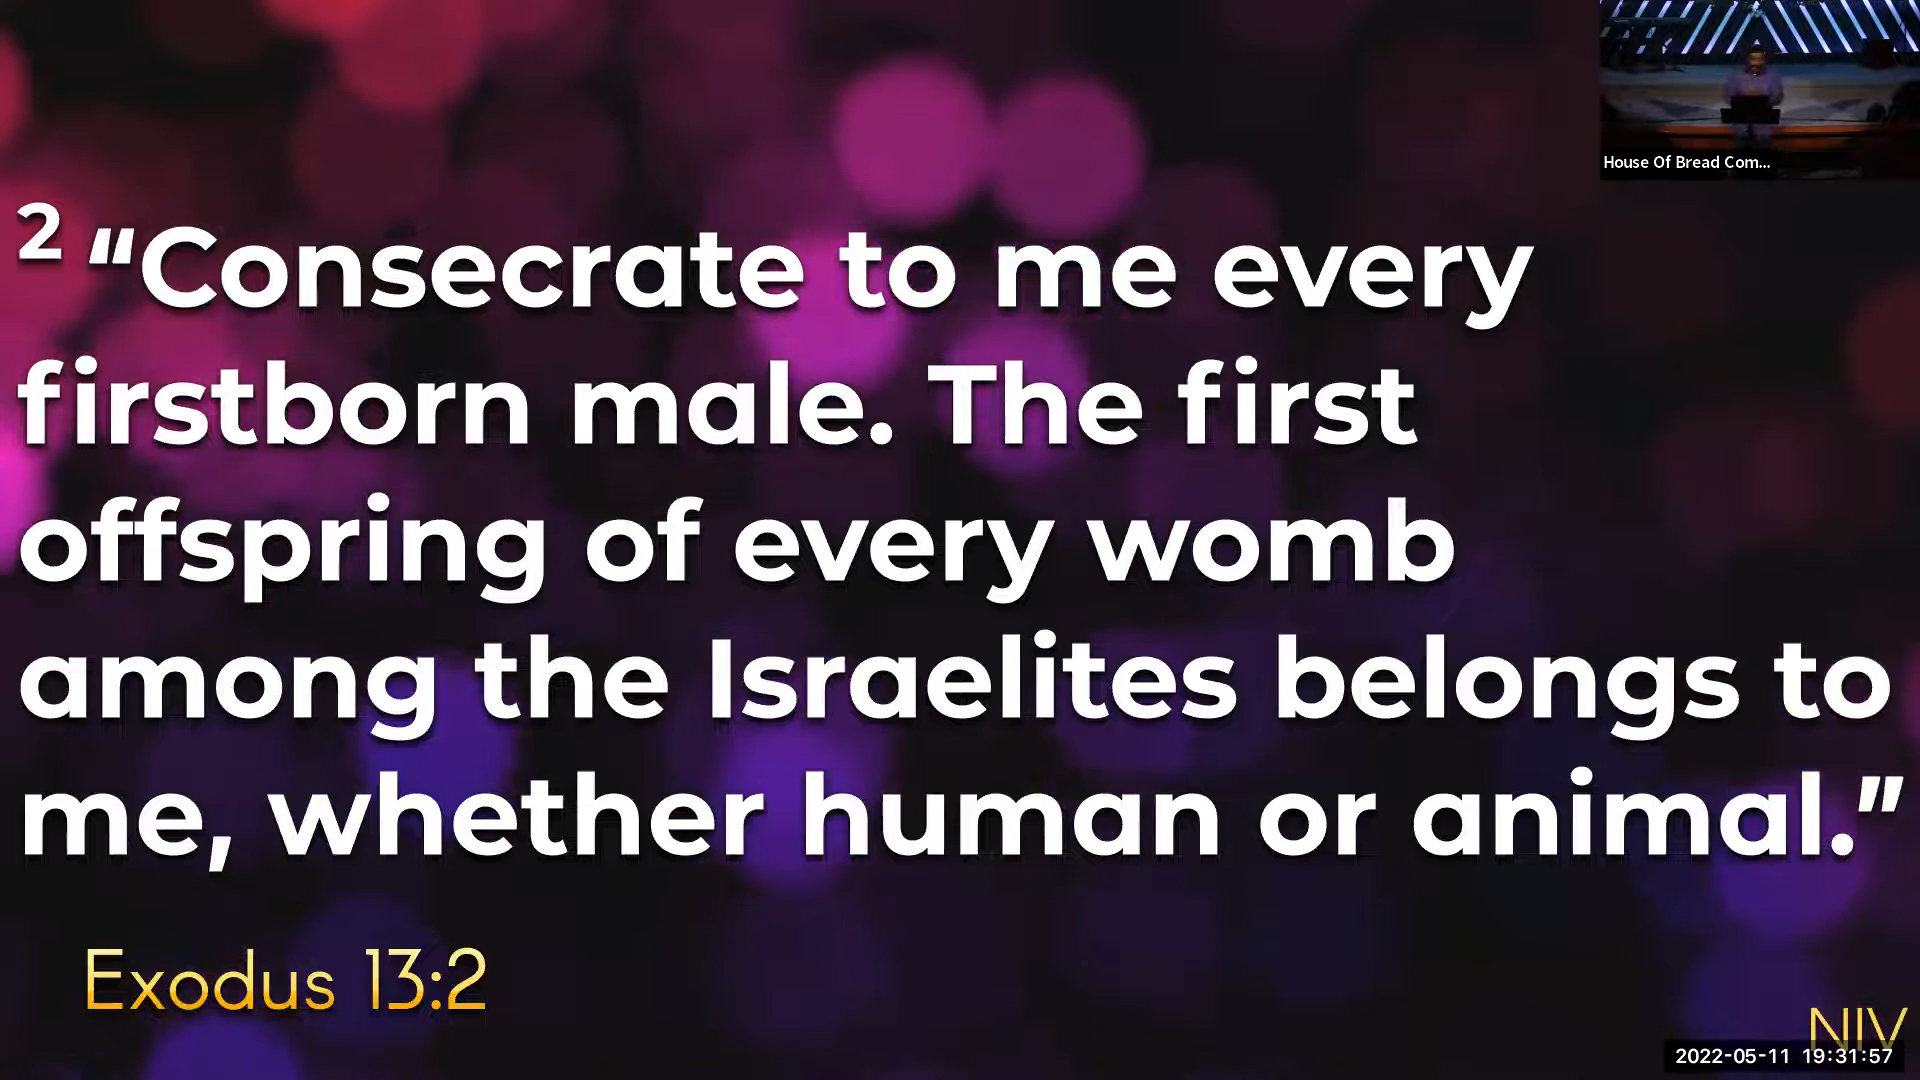 House Of Bread Com...
2 “Consecrate to me every
firstborn male. The first
offspring of every womb
among the Israelites belongs to
me, whether human or animal.”
Exodus 13:2
NIV
2022-05-11 19:31:57